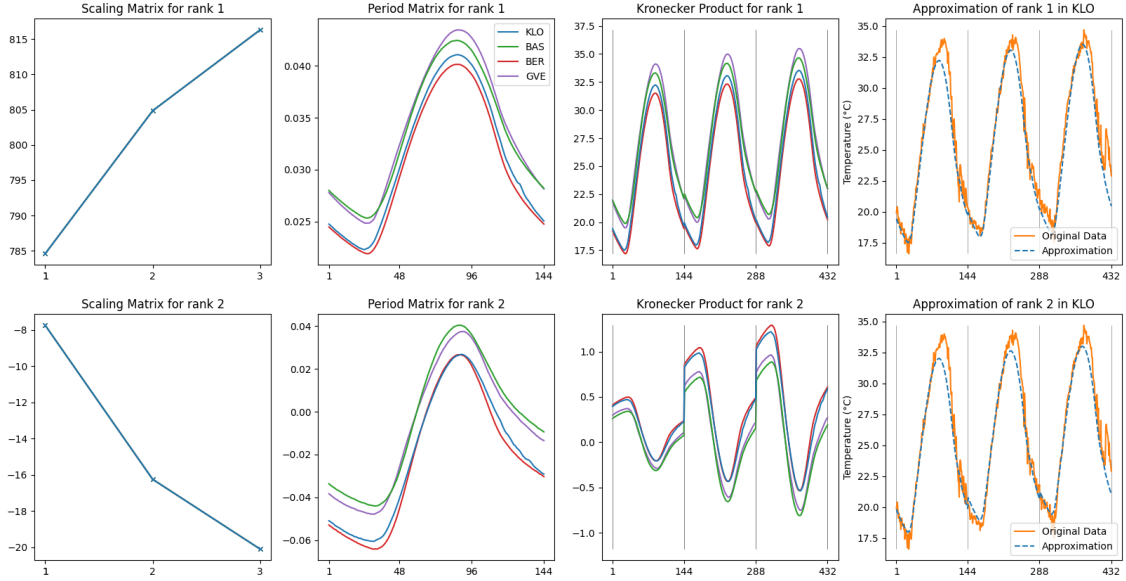 Scaling Matrix for rank 1
815
810
805
800
795
790
785
1 2 3
Period Matrix for rank 1
KLO
BAS
BER
GVE
0.040
0.035
0.030
0.025
1 48 96 144
Kronecker Product for rank 1
37.5
35.0
32.5
30.0
27.5
25.0
22.5
20.0
17.5
1 144 288 432
Approximation of rank 1 in KLO
Temperature (°C)
35.0
32.5
30.0
27.5
25.0
22.5
20.0
17.5
Original Data
Approximation
1 144 288 432
Scaling Matrix for rank 2
−8
−10
−12
−14
−16
−18
−20
1 2 3
Period Matrix for rank 2
0.04
0.02
0.00
−0.02
−0.04
−0.06
1 48 96 144
Kronecker Product for rank 2
1.0
0.5
0.0
−0.5
−1.0
1 144 288 432
Approximation of rank 2 in KLO
Temperature (°C)
35.0
32.5
30.0
27.5
25.0
22.5
20.0
17.5
Original Data
Approximation
1 144 288 432